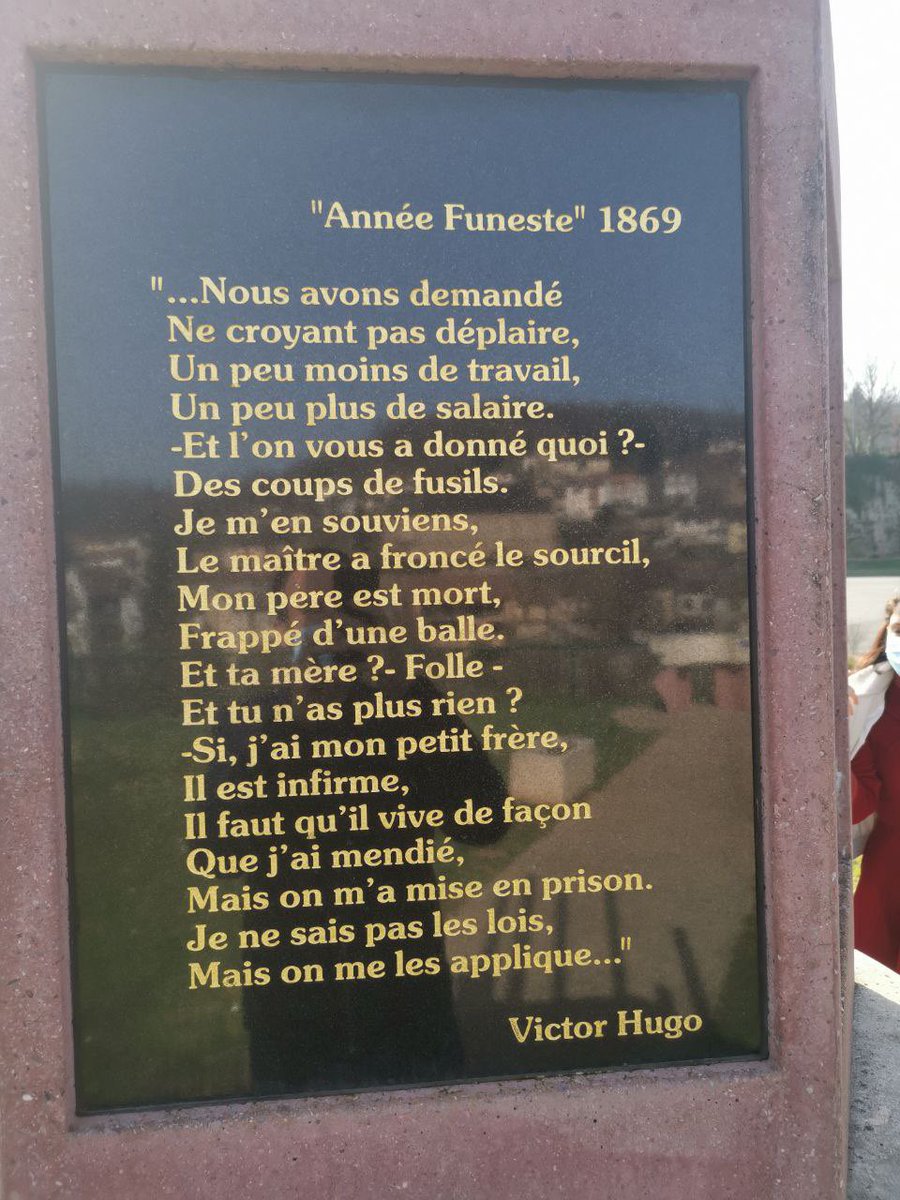 "Année Funeste" 1869
"...Nous avons demandé
Ne croyant pas déplaire,
Un peu moins de travail,
Un peu plus de salaire.
-Et l'on vous a donné quoi ?-
Des coups de fusils.
Je m'en souviens,
Le maître a froncé le sourcil,
Mon père est mort,
Frappé d'une balle.
Et ta mère ?- Folle -
Et tu n'as plus rien ?
-Si, j'ai mon petit frère,
Il est infirme,
Il faut qu'il vive de façon
Que j'ai mendié,
Mais on m'a mise en prison.
Je ne sais pas les lois,
Mais on me les applique..."
Victor Hugo